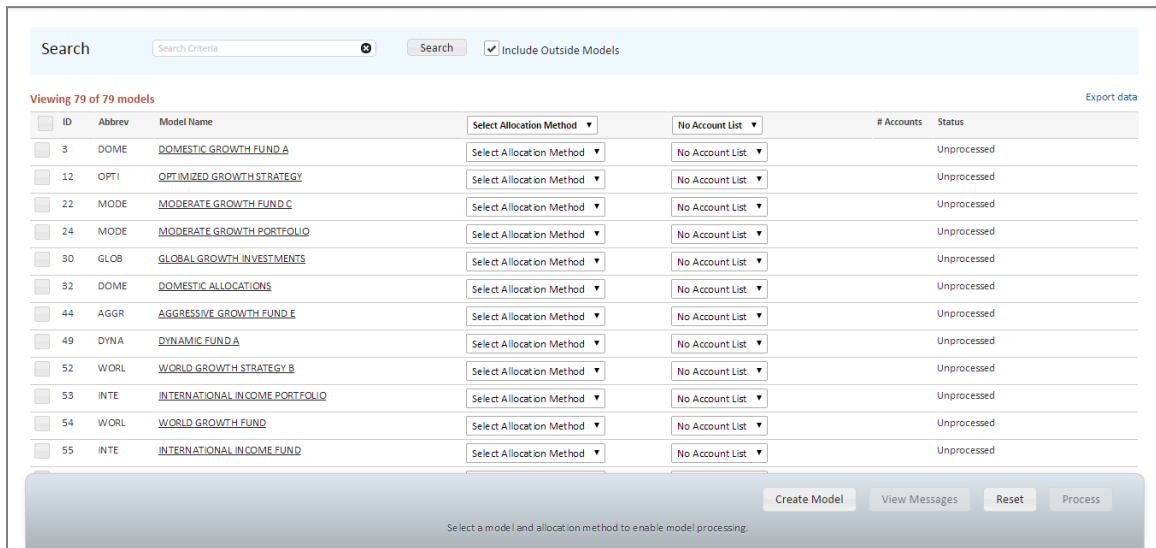 Search Search Criteria Search Include Outside Models
Viewing 79 of 79 models Export data
ID Abbrev Model Name Select Allocation Method No Account List # Accounts Status
3 DOME DOMESTIC GROWTH FUND A Select Allocation Method No Account List Unprocessed
12 OPTI OPTIMIZED GROWTH STRATEGY Select Allocation Method No Account List Unprocessed
22 MODE MODERATE GROWTH FUND C Select Allocation Method No Account List Unprocessed
24 MODE MODERATE GROWTH PORTFOLIO Select Allocation Method No Account List Unprocessed
30 GLOB GLOBAL GROWTH INVESTMENTS Select Allocation Method No Account List Unprocessed
32 DOME DOMESTIC ALLOCATIONS Select Allocation Method No Account List Unprocessed
44 AGGR AGGRESSIVE GROWTH FUND E Select Allocation Method No Account List Unprocessed
49 DYNA DYNAMIC FUND A Select Allocation Method No Account List Unprocessed
52 WORL WORLD GROWTH STRATEGY B Select Allocation Method No Account List Unprocessed
53 INTE INTERNATIONAL INCOME PORTFOLIO Select Allocation Method No Account List Unprocessed
54 WORL WORLD GROWTH FUND Select Allocation Method No Account List Unprocessed
55 INTE INTERNATIONAL INCOME FUND Select Allocation Method No Account List Unprocessed
Create Model View Messages Reset Process
Select a model and allocation method to enable model processing.